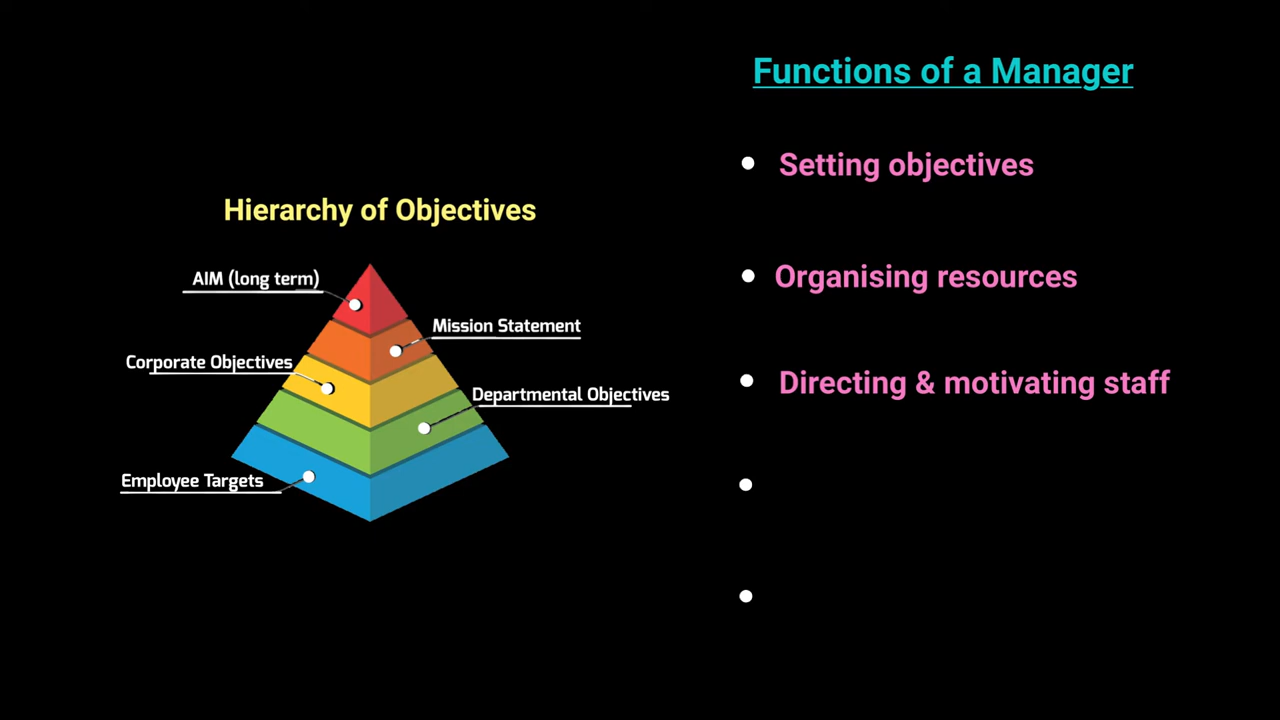 Functions of a Manager
Setting objectives
Organising resources
Directing & motivating staff
Hierarchy of Objectives
AIM (long term)
Mission Statement
Corporate Objectives
Departmental Objectives
Employee Targets